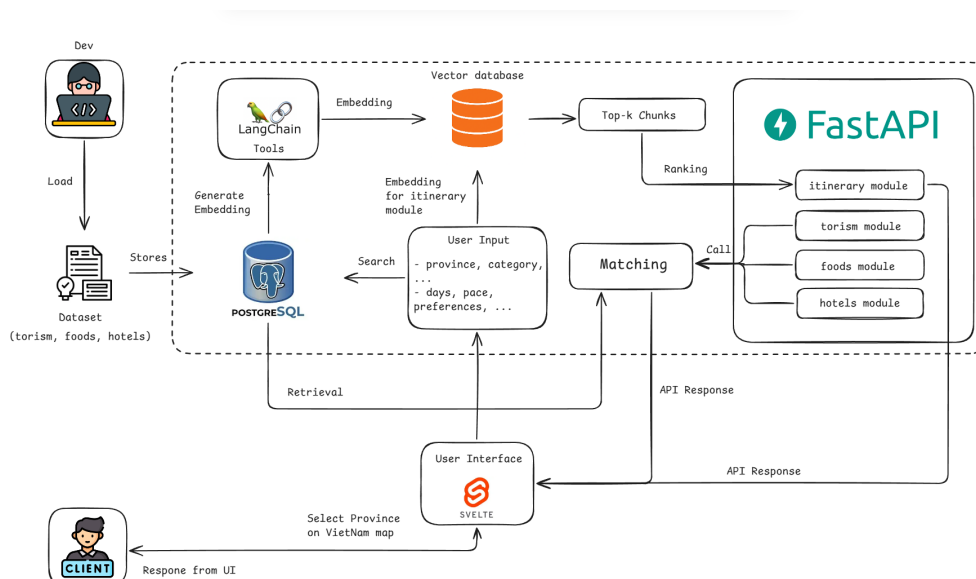 Dev
Load
Dataset
(torism, foods, hotels)
Stores
LangChain
Tools
Embedding
Generate
Embedding
POSTGRESQL
Vector database
Embedding
for itinerary
module
Search
User Input
- province, category,
...
- days, pace,
preferences, ...
Top-k Chunks
Ranking
Matching
Call
FastAPI
itinerary module
torism module
foods module
hotels module
Retrieval
API Response
API Response
User Interface
SVELTE
Select Province
on VietNam map
Respone from UI
CLIENT